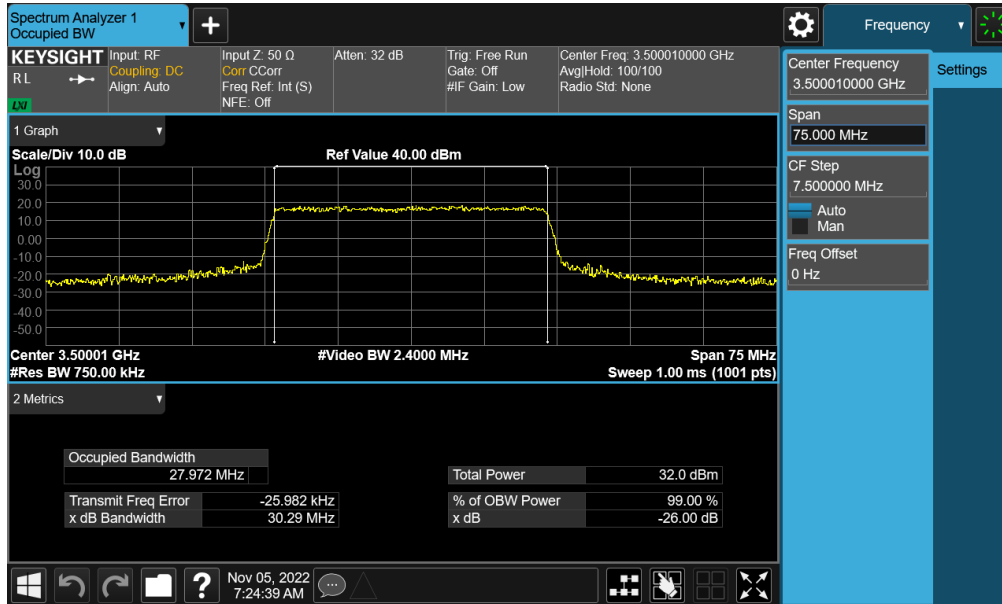 Spectrum Analyzer 1
Occupied BW
Frequency
KEYSIGHT
R L
LXI
Input: RF
Coupling: DC
Align: Auto
Input Z: 50 Ω
Corr CCorr
Freq Ref: Int (S)
NFE: Off
Atten: 32 dB
Trig: Free Run
Gate: Off
#IF Gain: Low
Center Freq: 3.500010000 GHz
Avg|Hold: 100/100
Radio Std: None
Center Frequency
3.500010000 GHz
Settings
Span
75.000 MHz
CF Step
7.500000 MHz
Auto
Man
Freq Offset
0 Hz
1 Graph
Scale/Div 10.0 dB
Ref Value 40.00 dBm
Log
30.0
20.0
10.0
0.00
-10.0
-20.0
-30.0
-40.0
-50.0
Center 3.50001 GHz
#Video BW 2.4000 MHz
Span 75 MHz
#Res BW 750.00 kHz
Sweep 1.00 ms (1001 pts)
2 Metrics
Occupied Bandwidth
27.972 MHz
Total Power 32.0 dBm
Transmit Freq Error -25.982 kHz
% of OBW Power 99.00 %
x dB Bandwidth 30.29 MHz
x dB -26.00 dB
?
Nov 05, 2022
7:24:39 AM